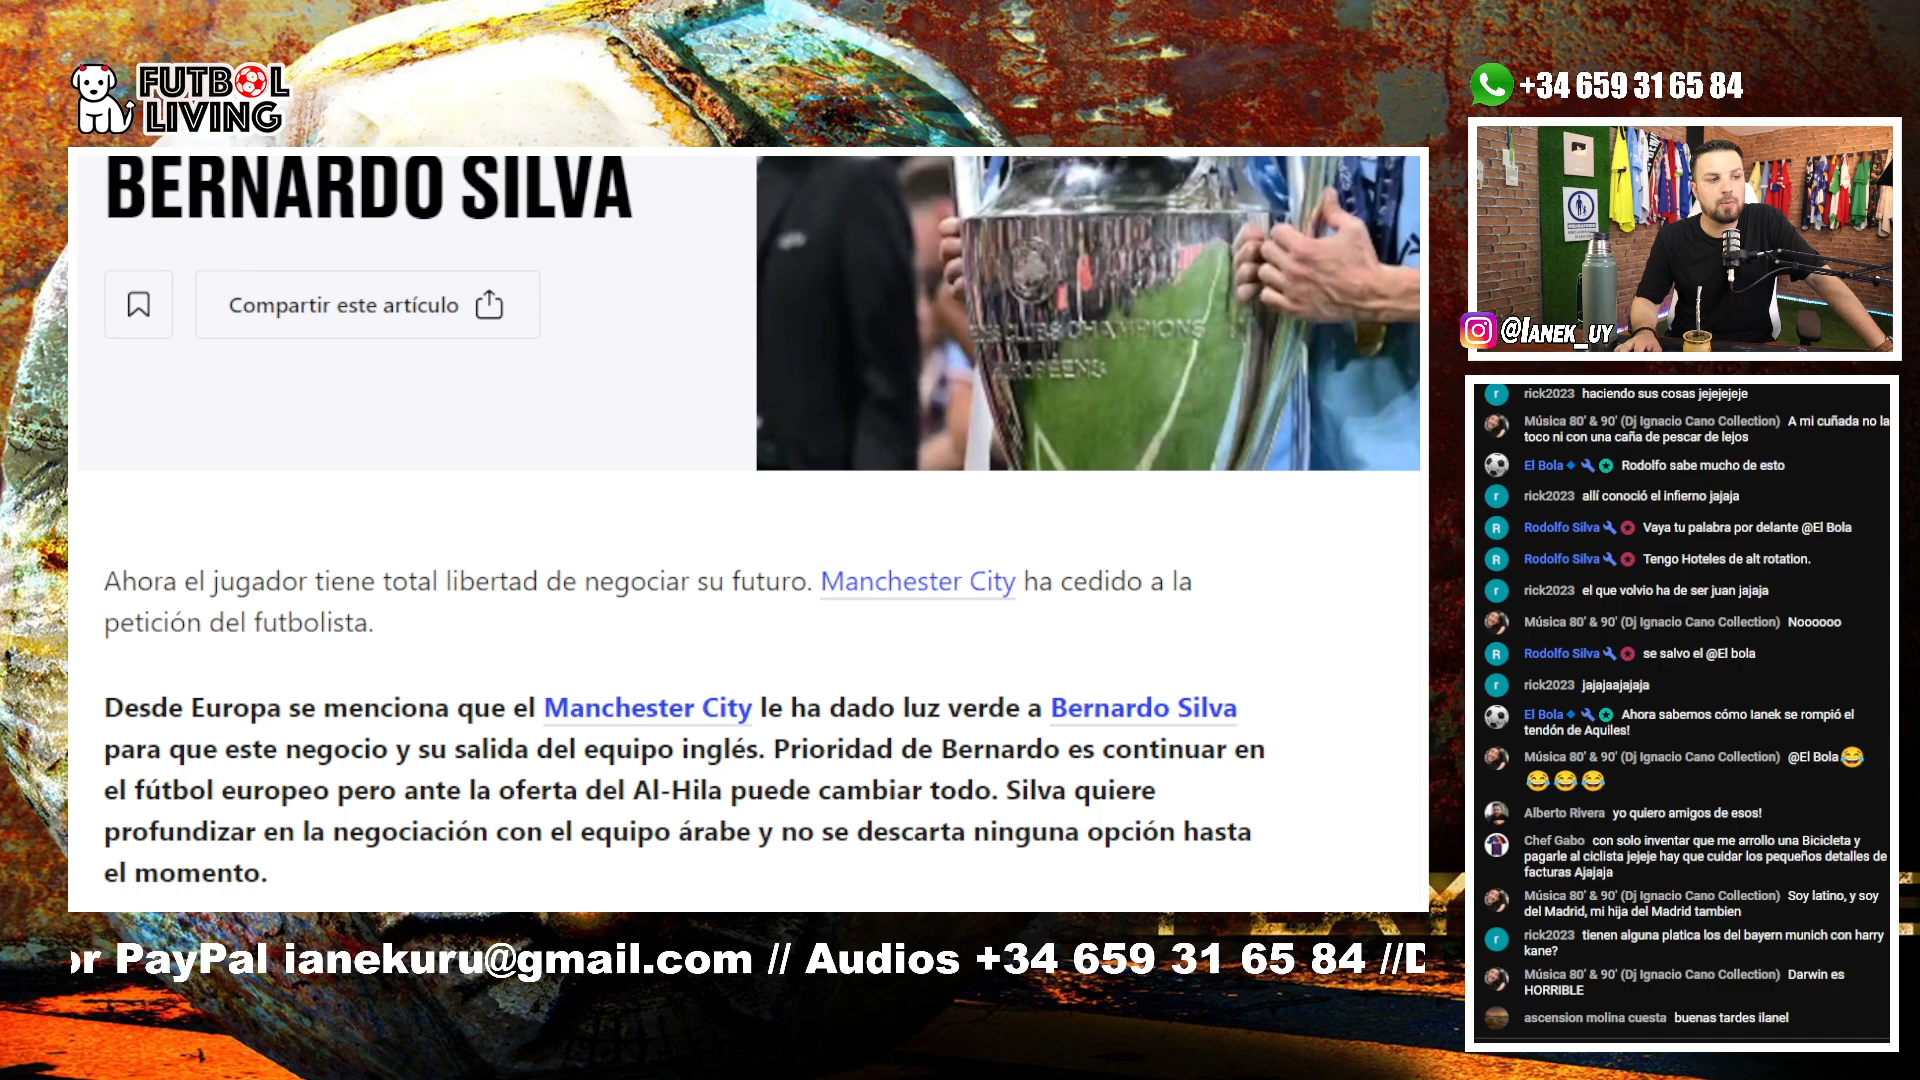 FUTBOL
LIVING
+34 659 31 65 84
BERNARDO SILVA
Compartir este artículo
Ahora el jugador tiene total libertad de negociar su futuro. Manchester City ha cedido a la
petición del futbolista.
Desde Europa se menciona que el Manchester City le ha dado luz verde a Bernardo Silva
para que este negocio y su salida del equipo inglés. Prioridad de Bernardo es continuar en
el fútbol europeo pero ante la oferta del Al-Hila puede cambiar todo. Silva quiere
profundizar en la negociación con el equipo árabe y no se descarta ninguna opción hasta
el momento.
or PayPal ianekuru@gmail.com // Audios +34 659 31 65 84 //D
@IANEK_UY
rick2023 haciendo sus cosas jejejejeje
Música 80' & 90' (Dj Ignacio Cano Collection) A mi cuñada no la
toco ni con una caña de pescar de lejos
El Bola Rodolfo sabe mucho de esto
rick2023 allí conoció el infierno jajaja
Rodolfo Silva Vaya tu palabra por delante @El Bola
Rodolfo Silva Tengo Hoteles de alt rotation.
rick2023 el que volvio ha de ser juan jajaja
Música 80' & 90' (Dj Ignacio Cano Collection) Noooooo
Rodolfo Silva se salvo el @El bola
rick2023 jajajaajajaja
El Bola Ahora sabemos cómo Ianek se rompió el
tendón de Aquiles!
Música 80' & 90' (Dj Ignacio Cano Collection) @El Bola😂
😂😂😂
Alberto Rivera yo quiero amigos de esos!
Chef Gabo con solo inventar que me arrollo una Bicicleta y
pagarle al ciclista jejeje hay que cuidar los pequeños detalles de
facturas Ajajaja
Música 80' & 90' (Dj Ignacio Cano Collection) Soy latino, y soy
del Madrid, mi hija del Madrid tambien
rick2023 tienen alguna platica los del bayern munich con harry
kane?
Música 80' & 90' (Dj Ignacio Cano Collection) Darwin es
HORRIBLE
ascension molina cuesta buenas tardes ilanel